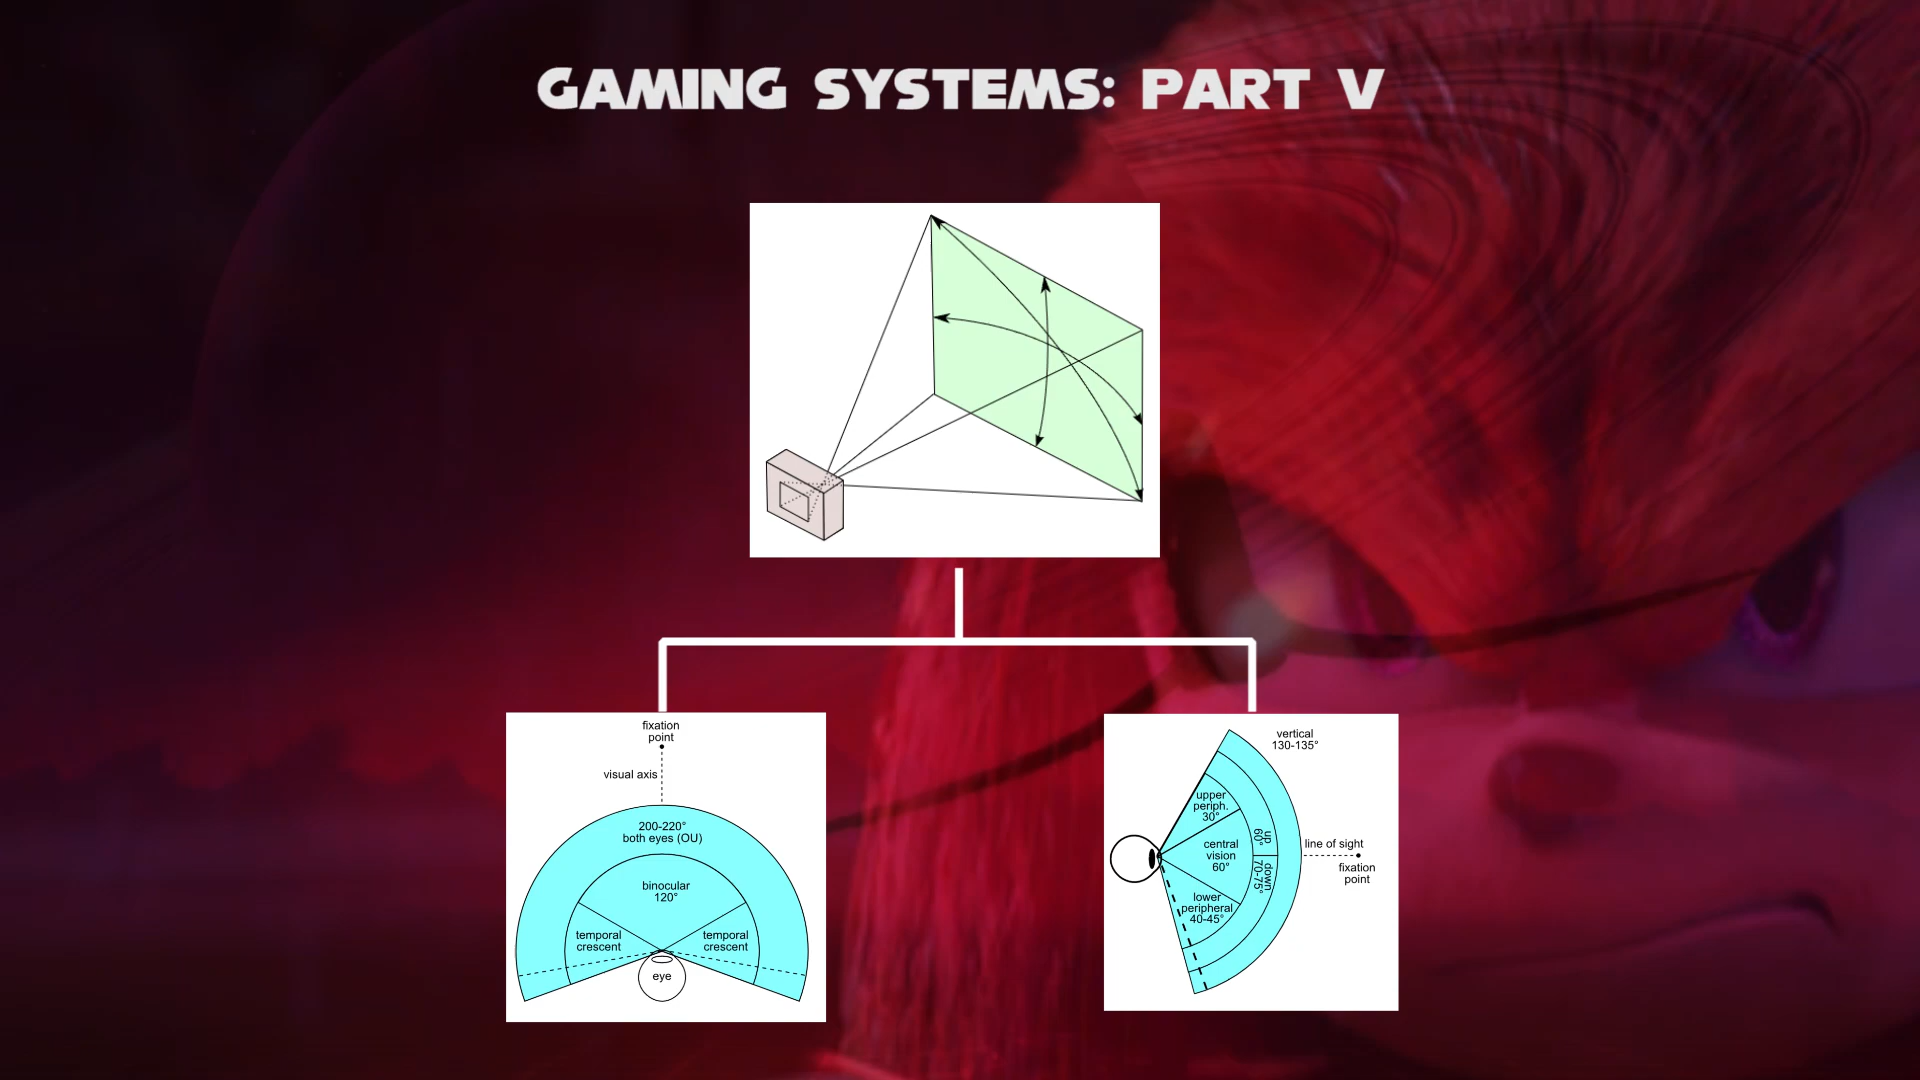 GAMING SYSTEMS: PART V
fixation
point
visual axis
200-220°
both eyes (OU)
binocular
120°
temporal
crescent
temporal
crescent
eye
vertical
130-135°
upper
periph.
30°
central
vision
60°
lower
peripheral
40-45°
up
60°
down
70-75°
line of sight
fixation
point